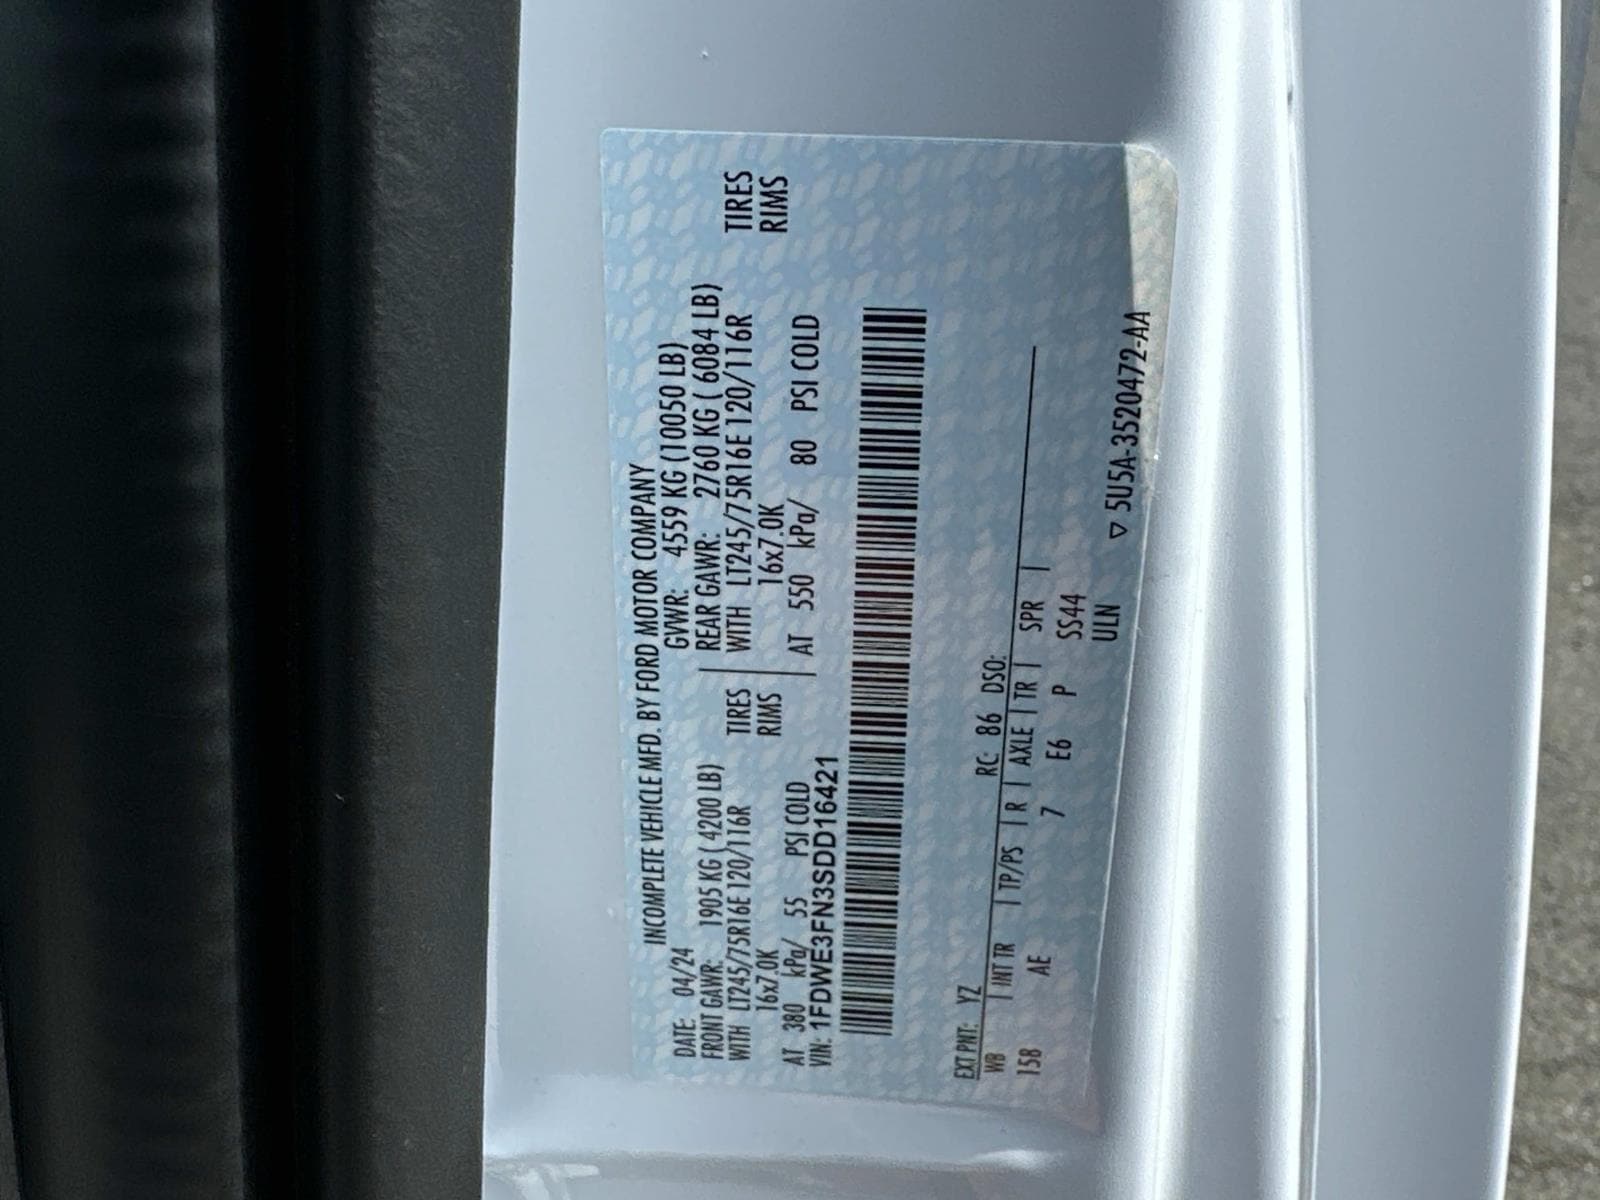 INCOMPLETE VEHICLE MFD. BY FORD MOTOR COMPANY
DATE: 04/24 GVWR: 4559 KG (10050 LB)
FRONT GAWR: 1905 KG ( 4200 LB) REAR GAWR: 2760 KG ( 6084 LB)
WITH LT245/75R16E 120/116R TIRES WITH LT245/75R16E 120/116R TIRES
16x7.0K RIMS 16x7.0K RIMS
AT 380 kPa/ 55 PSI COLD AT 550 kPa/ 80 PSI COLD
VIN: 1FDWE3FN3SDD16421
EXT PNT: YZ RC: 86 DSO:
WB INT TR TP/PS R AXLE TR SPR
158 AE 7 E6 P SS44
ULN
▽ 5U5A-3520472-AA